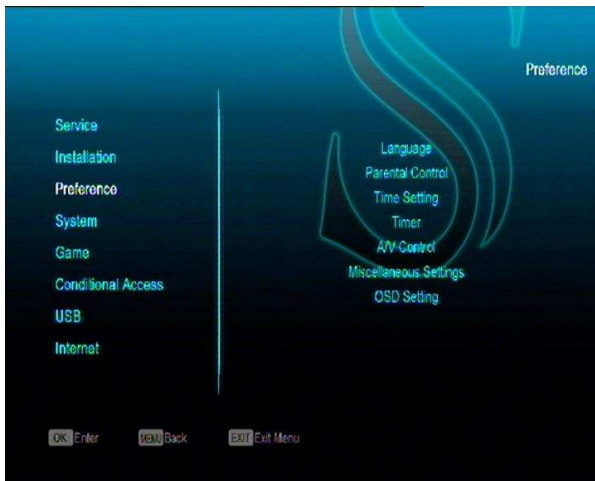 Preference
Service
Installation
Preference
System
Game
Conditional Access
USB
Internet
Language
Parental Control
Time Setting
Timer
A/V Control
Miscellaneous Settings
OSD Setting
OK Enter
MENU Back
EXIT Exit Menu